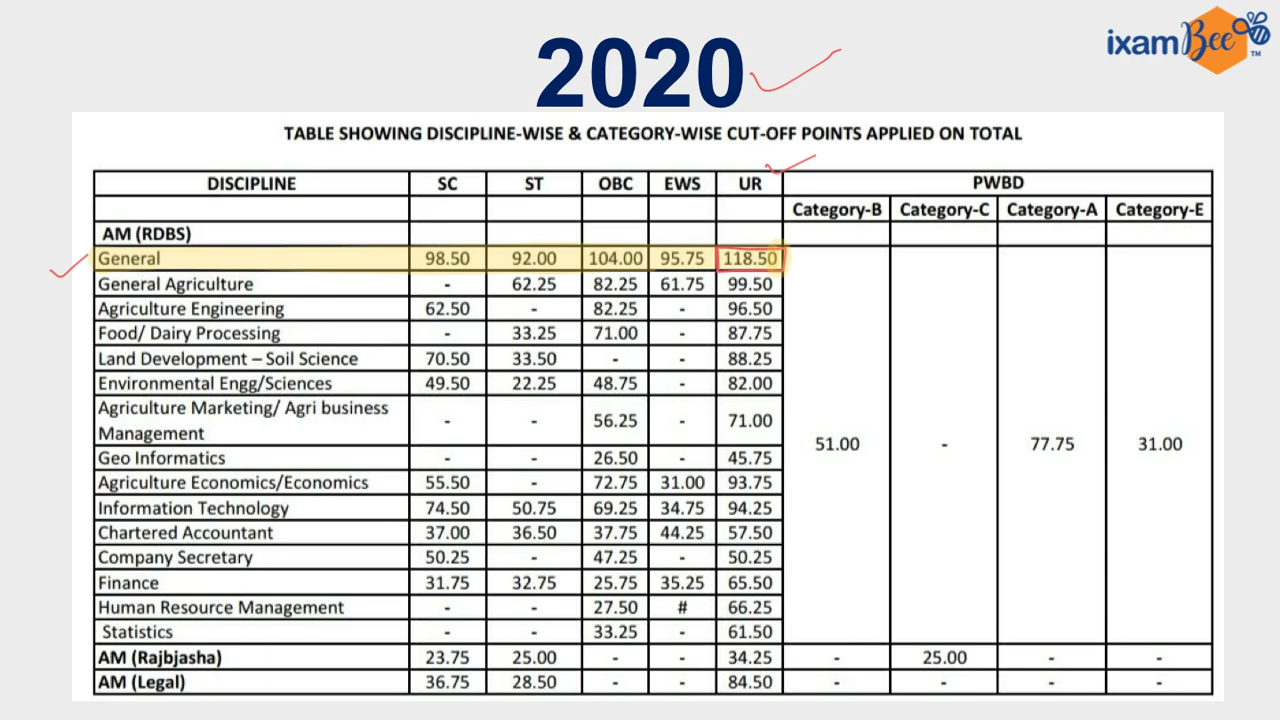 2020
ixamBee™
TABLE SHOWING DISCIPLINE-WISE & CATEGORY-WISE CUT-OFF POINTS APPLIED ON TOTAL
DISCIPLINE SC ST OBC EWS UR PWBD
Category-B Category-C Category-A Category-E
AM (RDBS)
General 98.50 92.00 104.00 95.75 118.50
General Agriculture - 62.25 82.25 61.75 99.50
Agriculture Engineering 62.50 - 82.25 - 96.50
Food/ Dairy Processing - 33.25 71.00 - 87.75
Land Development – Soil Science 70.50 33.50 - - 88.25
Environmental Engg/Sciences 49.50 22.25 48.75 - 82.00
Agriculture Marketing/ Agri business
Management - - 56.25 - 71.00
51.00 - 77.75 31.00
Geo Informatics - - 26.50 - 45.75
Agriculture Economics/Economics 55.50 - 72.75 31.00 93.75
Information Technology 74.50 50.75 69.25 34.75 94.25
Chartered Accountant 37.00 36.50 37.75 44.25 57.50
Company Secretary 50.25 - 47.25 - 50.25
Finance 31.75 32.75 25.75 35.25 65.50
Human Resource Management - - 27.50 # 66.25
Statistics - - 33.25 - 61.50
AM (Rajbjasha) 23.75 25.00 - - 34.25 - 25.00 - -
AM (Legal) 36.75 28.50 - - 84.50 - - - -